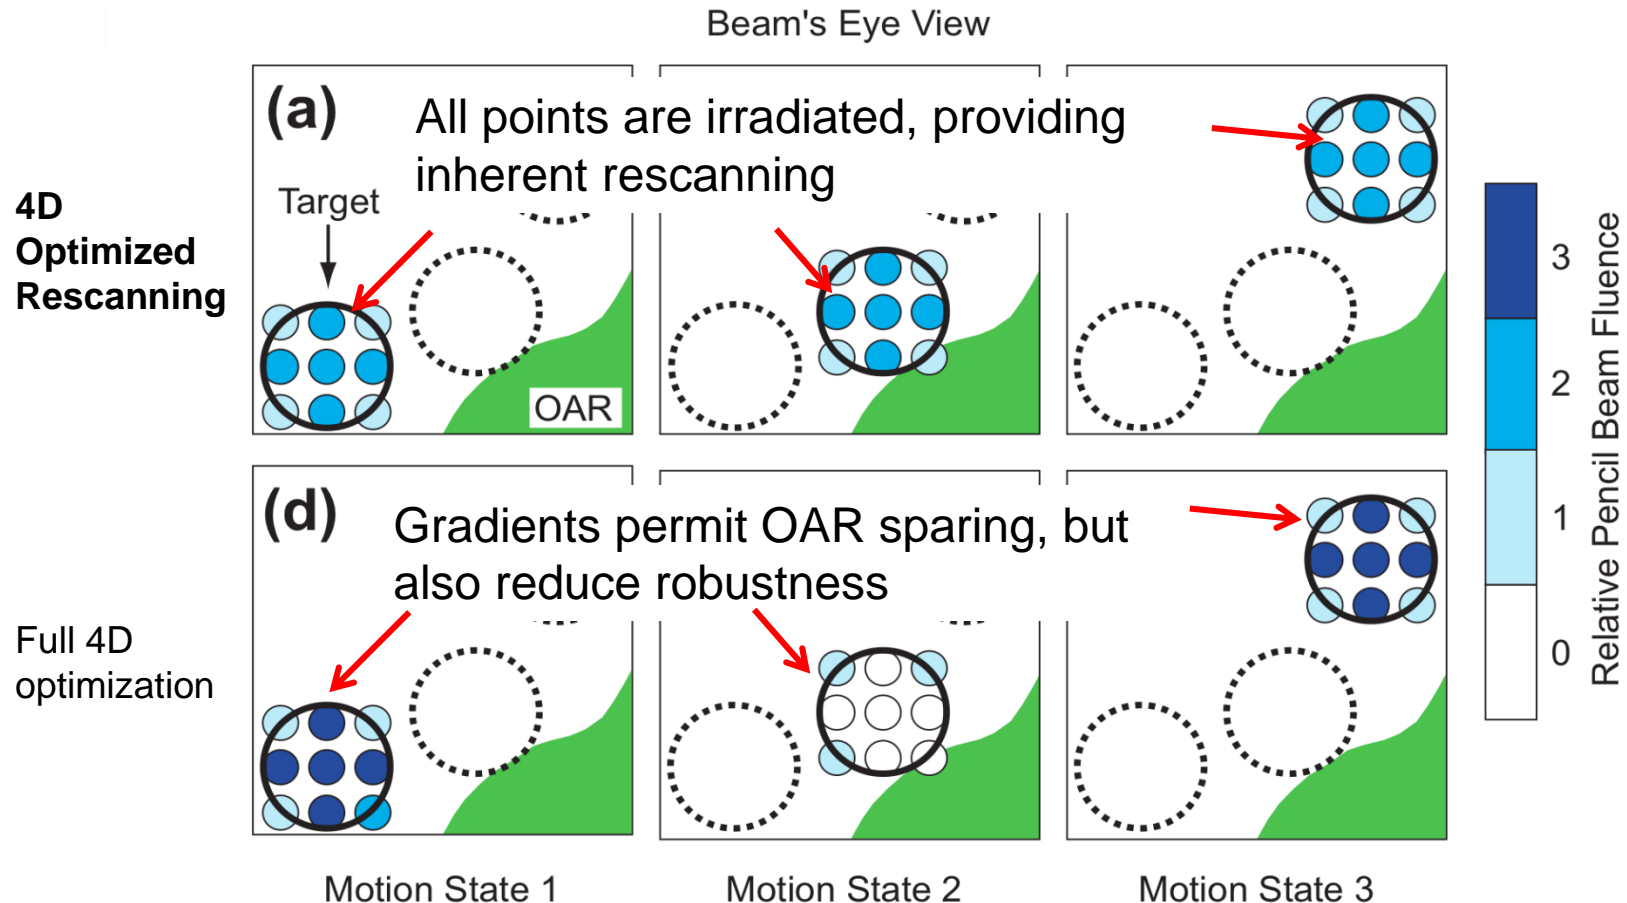 Beam's Eye View
(a)
All points are irradiated, providing
inherent rescanning
4D
Optimized
Rescanning
Target
OAR
(d)
Gradients permit OAR sparing, but
also reduce robustness
Full 4D
optimization
3
2
1
0
Relative Pencil Beam Fluence
Motion State 1
Motion State 2
Motion State 3